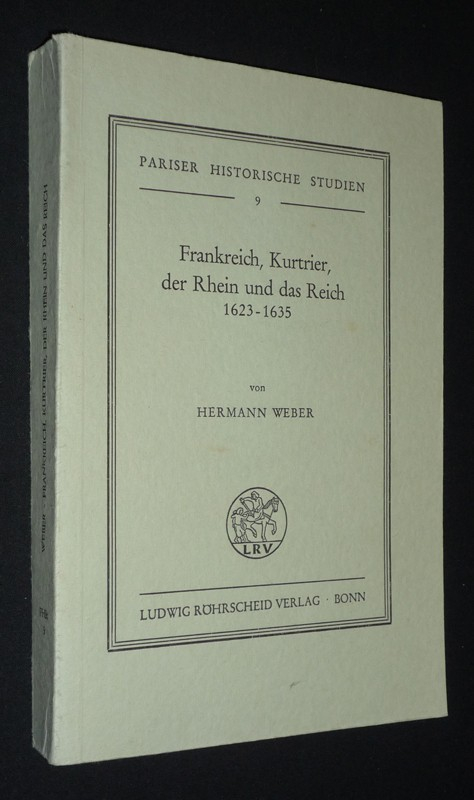 PARISER HISTORISCHE STUDIEN
9
Frankreich, Kurtrier,
der Rhein und das Reich
1623-1635
von
HERMANN WEBER
LRV
LUDWIG RÖHRSCHEID VERLAG · BONN
WEBER · FRANKREICH, KURTRIER, DER RHEIN UND DAS REICH